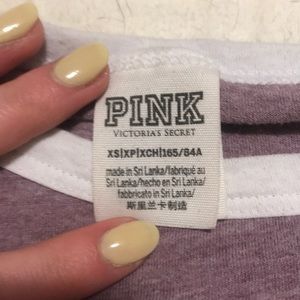 PINK
VICTORIA'S SECRET
XS|XP|XCH|165/84A
made in Sri Lanka/fabriqué au
Sri Lanka/hecho en Sri Lanka/
fabbricato in Sri Lanka/
斯里兰卡制造